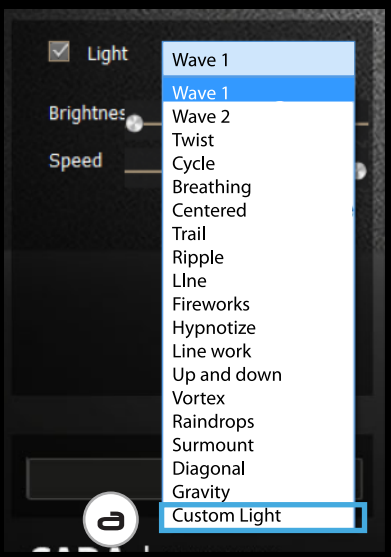 Light
Wave 1
Wave 1
Brightnes
Wave 2
Twist
Speed
Cycle
Breathing
Centered
Trail
Ripple
LIne
Fireworks
Hypnotize
Line work
Up and down
Vortex
Raindrops
Surmount
Diagonal
Gravity
Custom Light
a